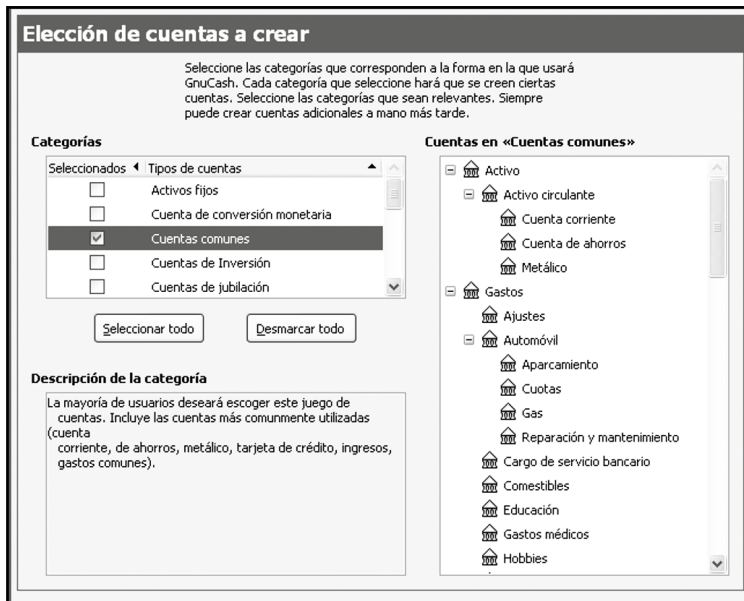 Elección de cuentas a crear
Seleccione las categorías que corresponden a la forma en la que usará
GnuCash. Cada categoría que seleccione hará que se creen ciertas
cuentas. Seleccione las categorías que sean relevantes. Siempre
puede crear cuentas adicionales a mano más tarde.
Categorías
Seleccionados Tipos de cuentas
Activos fijos
Cuenta de conversión monetaria
Cuentas comunes
Cuentas de Inversión
Cuentas de jubilación
Seleccionar todo
Desmarcar todo
Descripción de la categoría
La mayoría de usuarios deseará escoger este juego de
cuentas. Incluye las cuentas más comunmente utilizadas
(cuenta
corriente, de ahorros, metálico, tarjeta de crédito, ingresos,
gastos comunes).
Cuentas en «Cuentas comunes»
Activo
Activo circulante
Cuenta corriente
Cuenta de ahorros
Metálico
Gastos
Ajustes
Automóvil
Aparcamiento
Cuotas
Gas
Reparación y mantenimiento
Cargo de servicio bancario
Comestibles
Educación
Gastos médicos
Hobbies